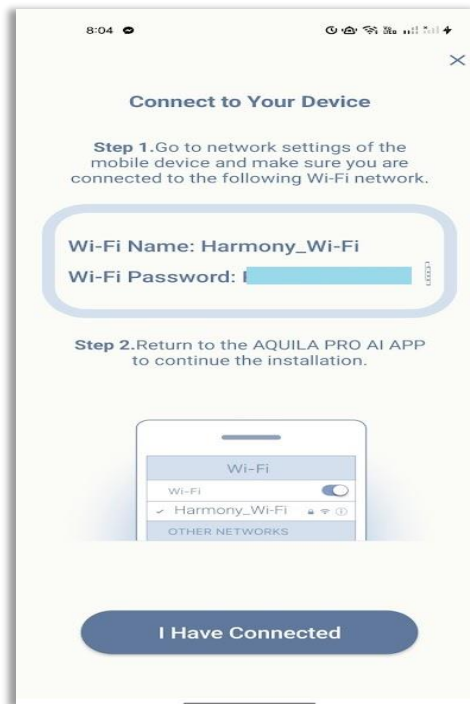 8:04
Connect to Your Device
Step 1.Go to network settings of the
mobile device and make sure you are
connected to the following Wi-Fi network.
Wi-Fi Name: Harmony_Wi-Fi
Wi-Fi Password:
Step 2.Return to the AQUILA PRO AI APP
to continue the installation.
Wi-Fi
Wi-Fi
Harmony_Wi-Fi
OTHER NETWORKS
I Have Connected